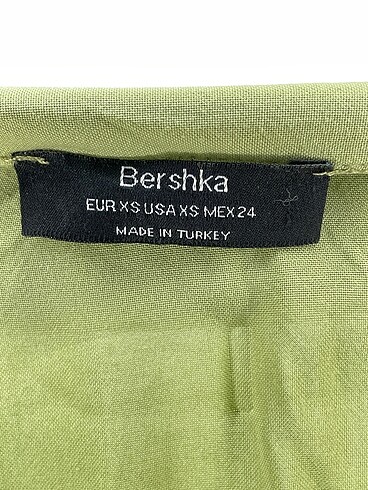 Bershka
EUR XS USA XS MEX 24
MADE IN TURKEY